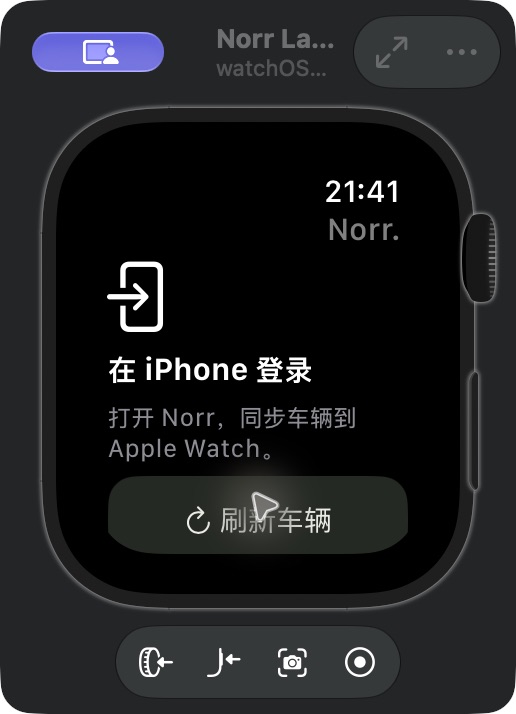 Norr La...
watchOS...
21:41
Norr.
在 iPhone 登录
打开 Norr，同步车辆到
Apple Watch。
刷新车辆